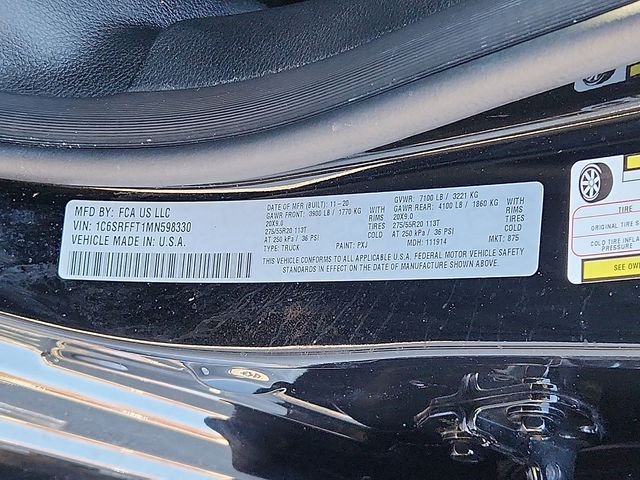 MFD BY: FCA US LLC
VIN: 1C6SRFFT1MN598330
VEHICLE MADE IN U.S.A.
DATE OF MFR (BUILT): 11-20
GAWR FRONT: 3900 LB / 1770 KG
20X9.0
275/55R20 113T
AT 250 kPa / 36 PSI
TYPE: TRUCK
RIMS
TIRES
COLD
PAINT: PXJ
GVWR: 7100 LB / 3221 KG
GAWR REAR: 4100 LB / 1860 KG
20X9.0
275/55R20 113T
AT 250 kPa / 36 PSI
MDH: 111914
RIMS
TIRES
COLD
MKT: 875
THIS VEHICLE CONFORMS TO ALL APPLICABLE U.S.A. FEDERAL MOTOR VEHICLE SAFETY
STANDARDS IN EFFECT ON THE DATE OF MANUFACTURE SHOWN ABOVE.
TIRE
ORIGINAL TIRE S
COLD TIRE INFLA
PRESSURE
SEE OWN